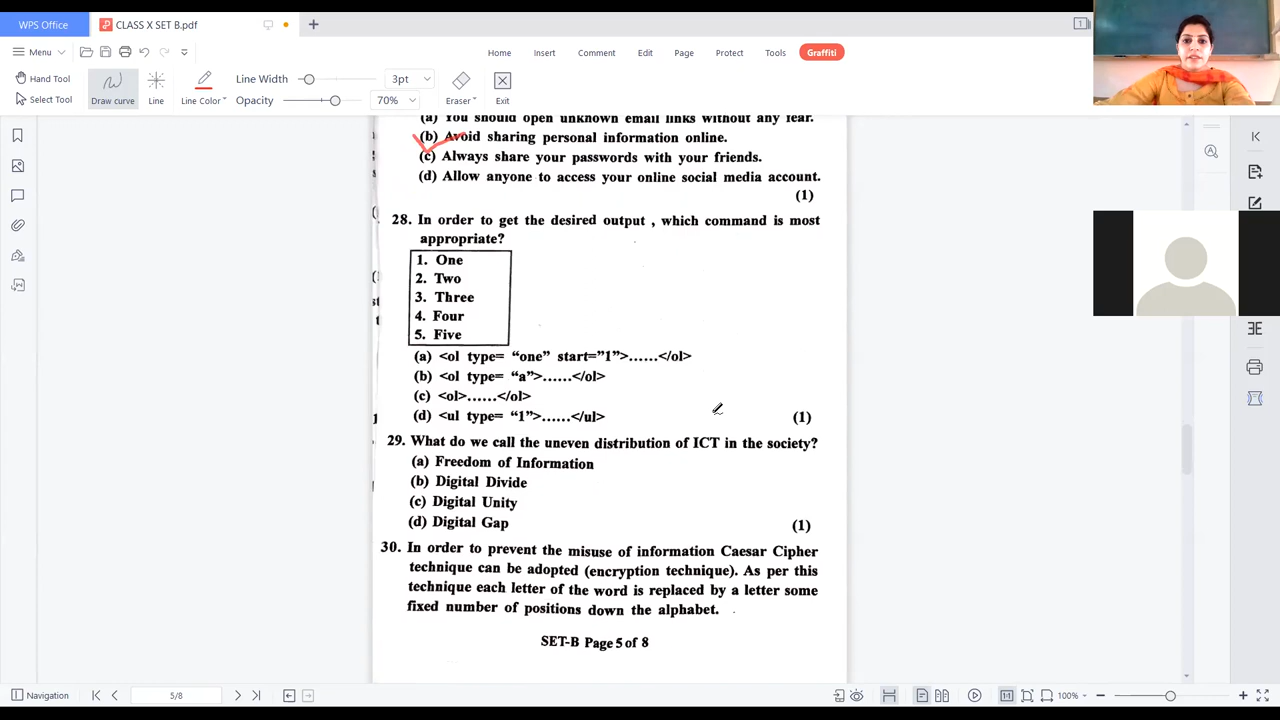 WPS Office
CLASS X SET B.pdf
Menu
Home Insert Comment Edit Page Protect Tools Graffiti
Hand Tool
Select Tool
Draw curve
Line
Line Width 3pt
Line Color
Opacity 70%
Eraser
Exit
(a) You should open unknown email links without any fear.
(b) Avoid sharing personal information online.
(c) Always share your passwords with your friends.
(d) Allow anyone to access your online social media account.
(1)
28. In order to get the desired output , which command is most
appropriate?
1. One
2. Two
3. Three
4. Four
5. Five
(a) <ol type= “one” start=”1”>......</ol>
(b) <ol type= “a”>......</ol>
(c) <ol>......</ol>
(d) <ul type= “1”>......</ul> (1)
29. What do we call the uneven distribution of ICT in the society?
(a) Freedom of Information
(b) Digital Divide
(c) Digital Unity
(d) Digital Gap (1)
30. In order to prevent the misuse of information Caesar Cipher
technique can be adopted (encryption technique). As per this
technique each letter of the word is replaced by a letter some
fixed number of positions down the alphabet.
SET-B Page 5 of 8
Navigation 5/8 100%